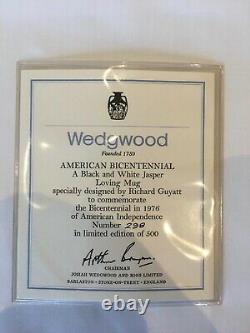 Wedgwood
Founded 1759
AMERICAN BICENTENNIAL
A Black and White Jasper
Loving Mug
specially designed by Richard Guyatt
to commemorate
the Bicentennial in 1976
of American Independence
Number 290
in limited edition of 500
CHAIRMAN
JOSIAH WEDGWOOD AND SONS LIMITED
BARLASTON - STOKE-ON-TRENT - ENGLAND
hibid.com